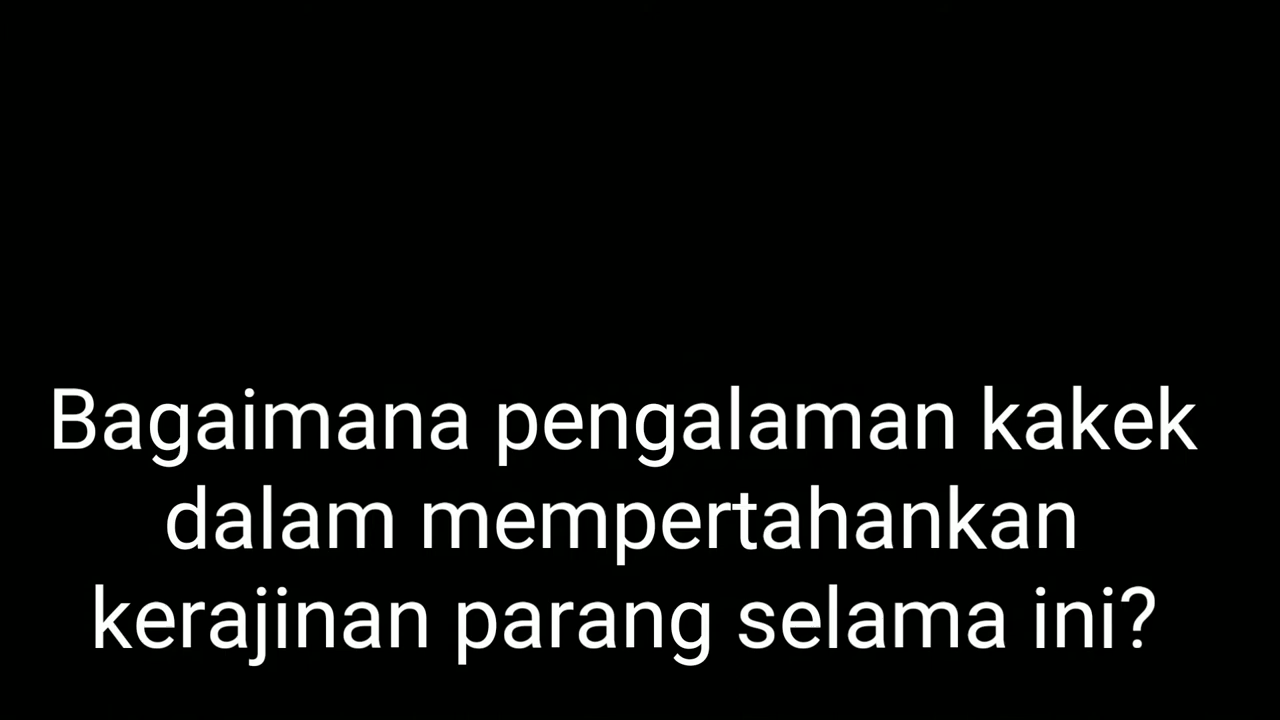 Bagaimana pengalaman kakek
dalam mempertahankan
kerajinan parang selama ini?